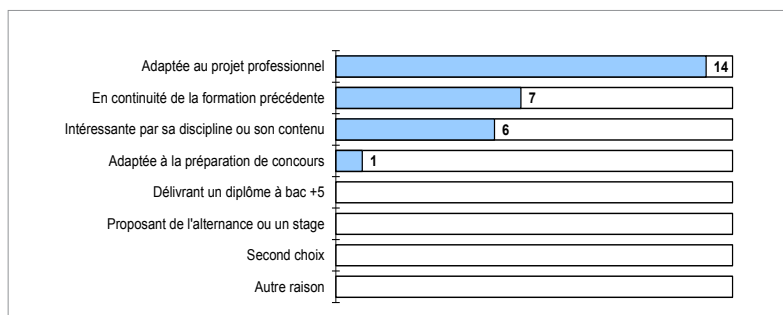 Adaptée au projet professionnel 14
En continuité de la formation précédente 7
Intéressante par sa discipline ou son contenu 6
Adaptée à la préparation de concours 1
Délivrant un diplôme à bac +5
Proposant de l'alternance ou un stage
Second choix
Autre raison